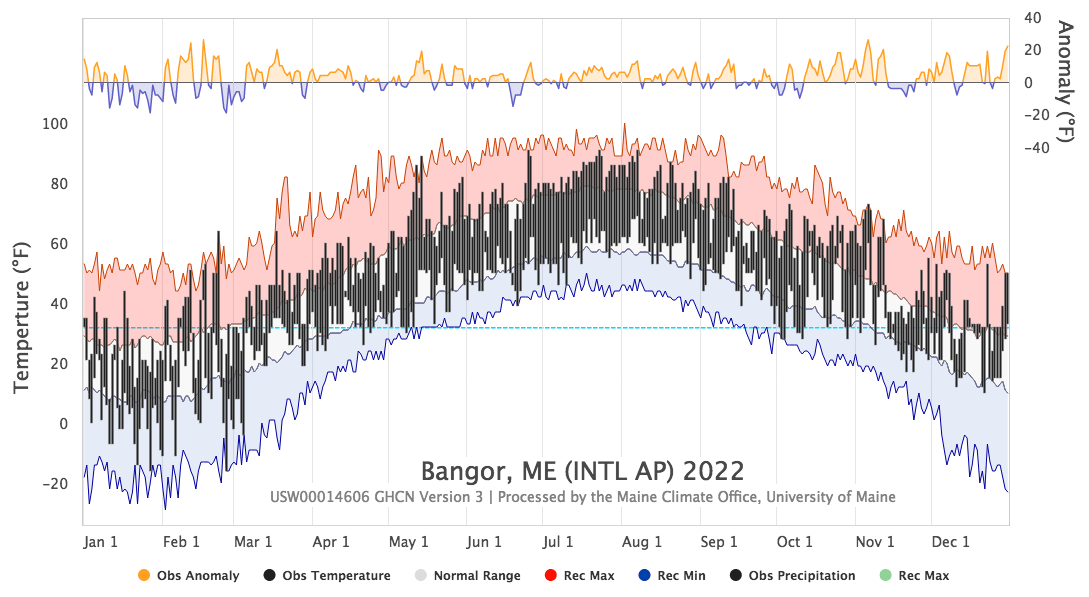 40
20
0
-20
-40
Anomaly (°F)
100
80
60
40
20
0
-20
Temperture (°F)
Bangor, ME (INTL AP) 2022
USW00014606 GHCN Version 3 | Processed by the Maine Climate Office, University of Maine
Jan 1 Feb 1 Mar 1 Apr 1 May 1 Jun 1 Jul 1 Aug 1 Sep 1 Oct 1 Nov 1 Dec 1
Obs Anomaly Obs Temperature Normal Range Rec Max Rec Min Obs Precipitation Rec Max